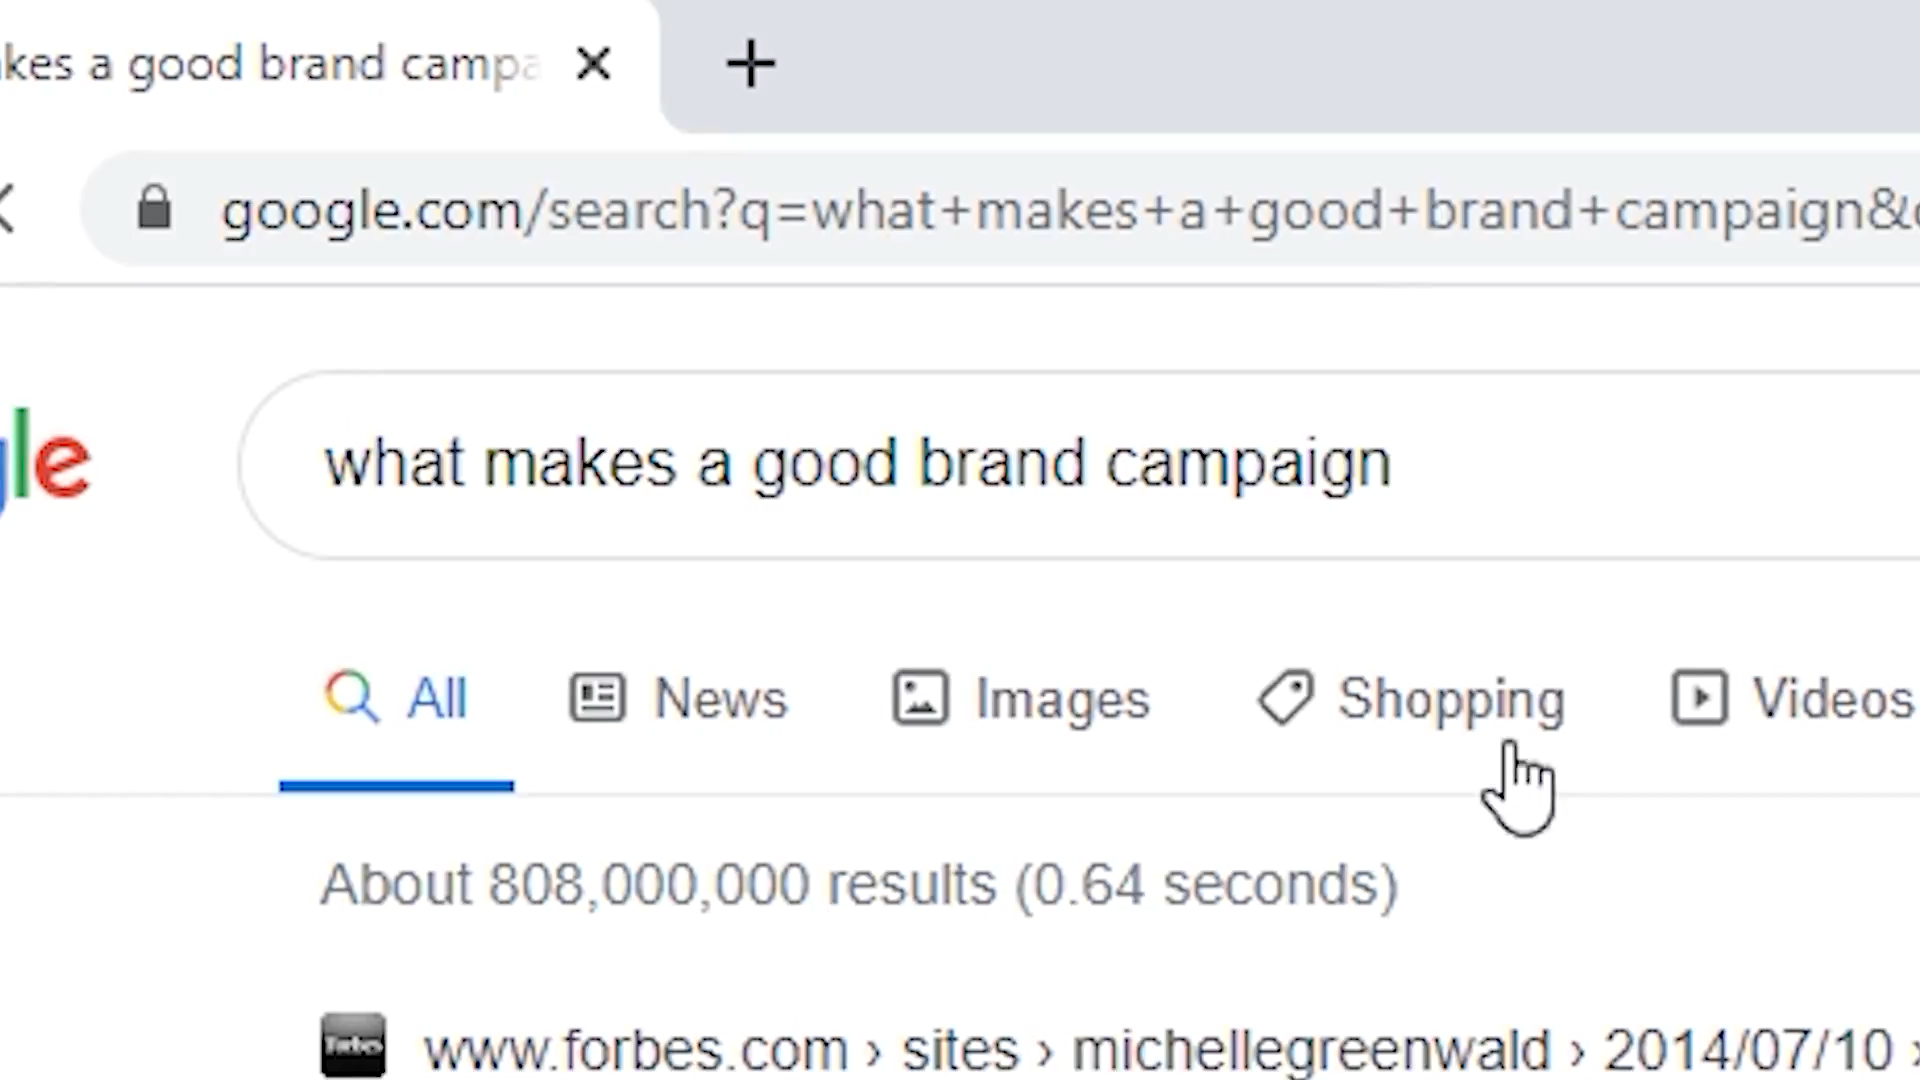 kes a good brand campa
google.com/search?q=what+makes+a+good+brand+campaign&
gle
what makes a good brand campaign
All News Images Shopping Videos
About 808,000,000 results (0.64 seconds)
Forbes www.forbes.com › sites › michellegreenwald › 2014/07/10 ›